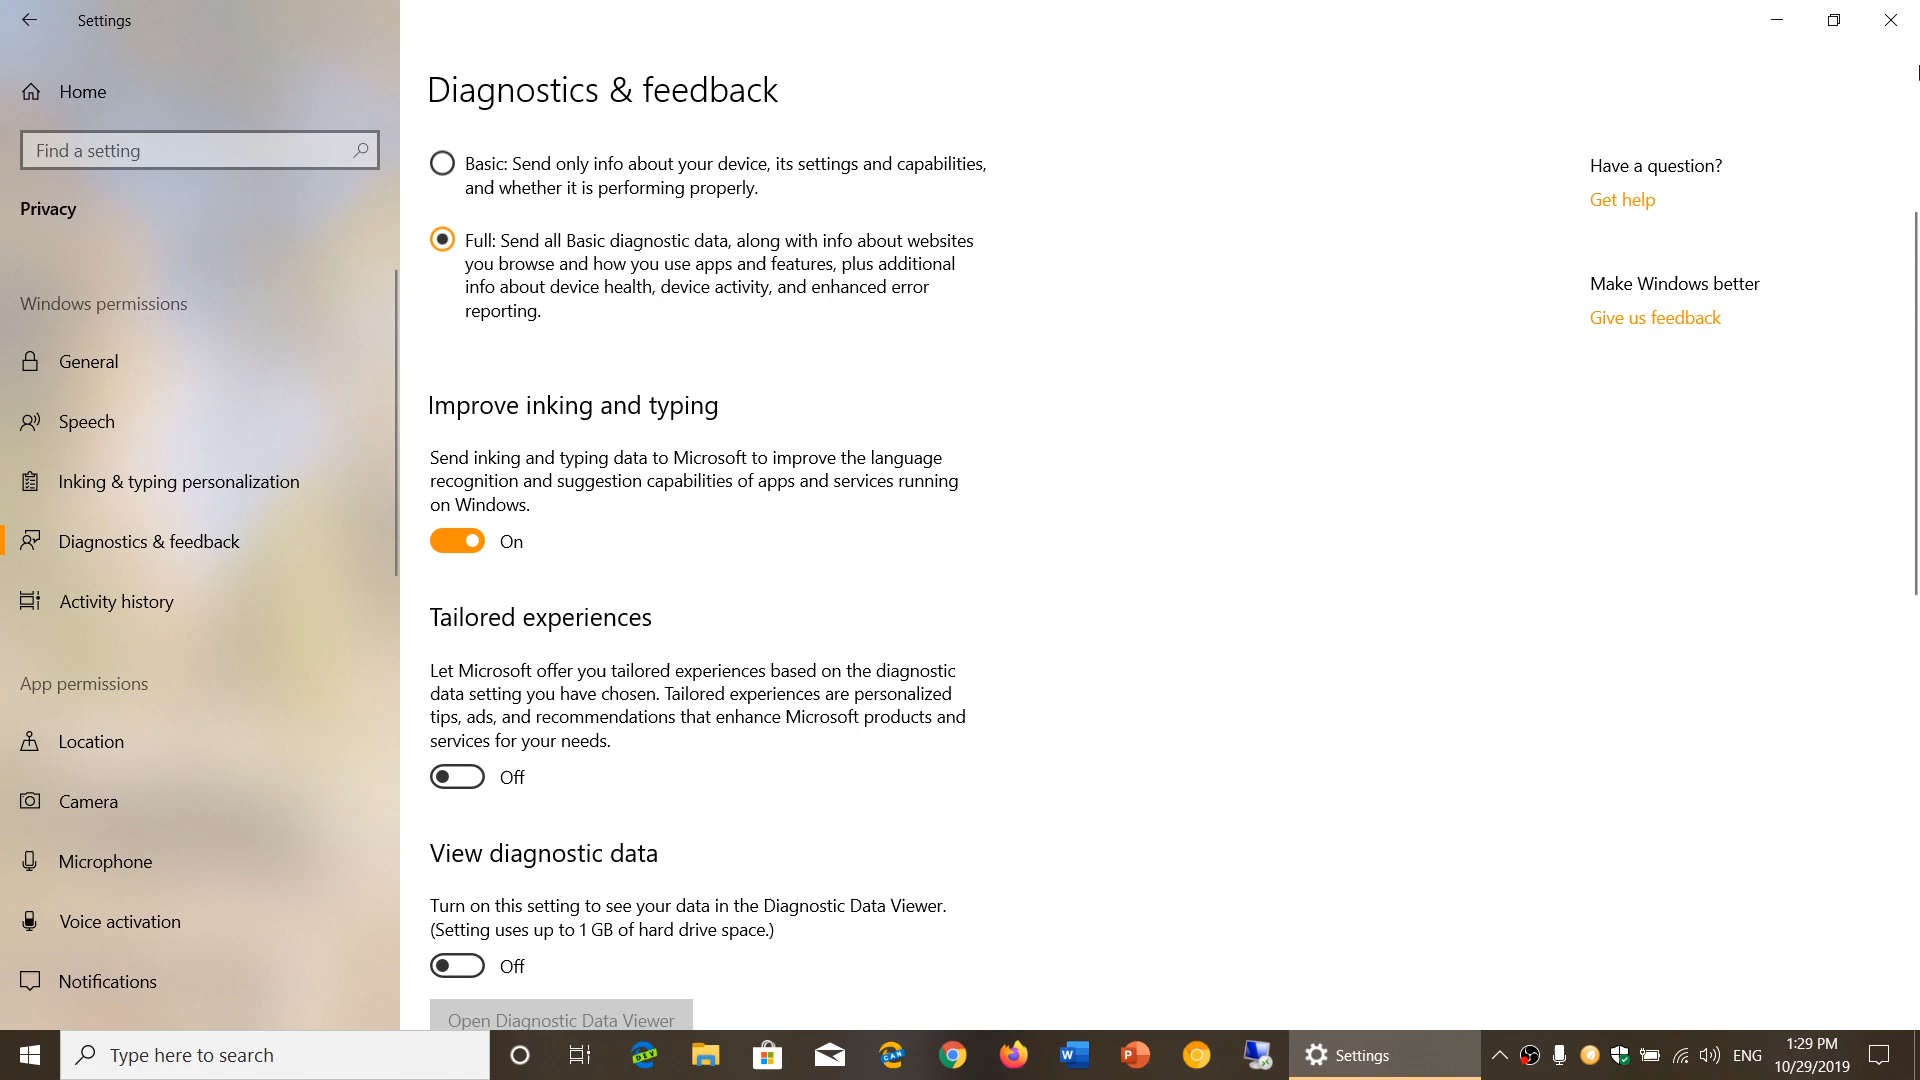 Settings
Home
Find a setting
Privacy
Windows permissions
General
Speech
Inking & typing personalization
Diagnostics & feedback
Activity history
App permissions
Location
Camera
Microphone
Voice activation
Notifications
Diagnostics & feedback
Basic: Send only info about your device, its settings and capabilities,
and whether it is performing properly.
Full: Send all Basic diagnostic data, along with info about websites
you browse and how you use apps and features, plus additional
info about device health, device activity, and enhanced error
reporting.
Improve inking and typing
Send inking and typing data to Microsoft to improve the language
recognition and suggestion capabilities of apps and services running
on Windows.
On
Tailored experiences
Let Microsoft offer you tailored experiences based on the diagnostic
data setting you have chosen. Tailored experiences are personalized
tips, ads, and recommendations that enhance Microsoft products and
services for your needs.
Off
View diagnostic data
Turn on this setting to see your data in the Diagnostic Data Viewer.
(Setting uses up to 1 GB of hard drive space.)
Off
Open Diagnostic Data Viewer
Have a question?
Get help
Make Windows better
Give us feedback
Type here to search
DEV
CAN
W
P
Settings
ENG
1:29 PM
10/29/2019